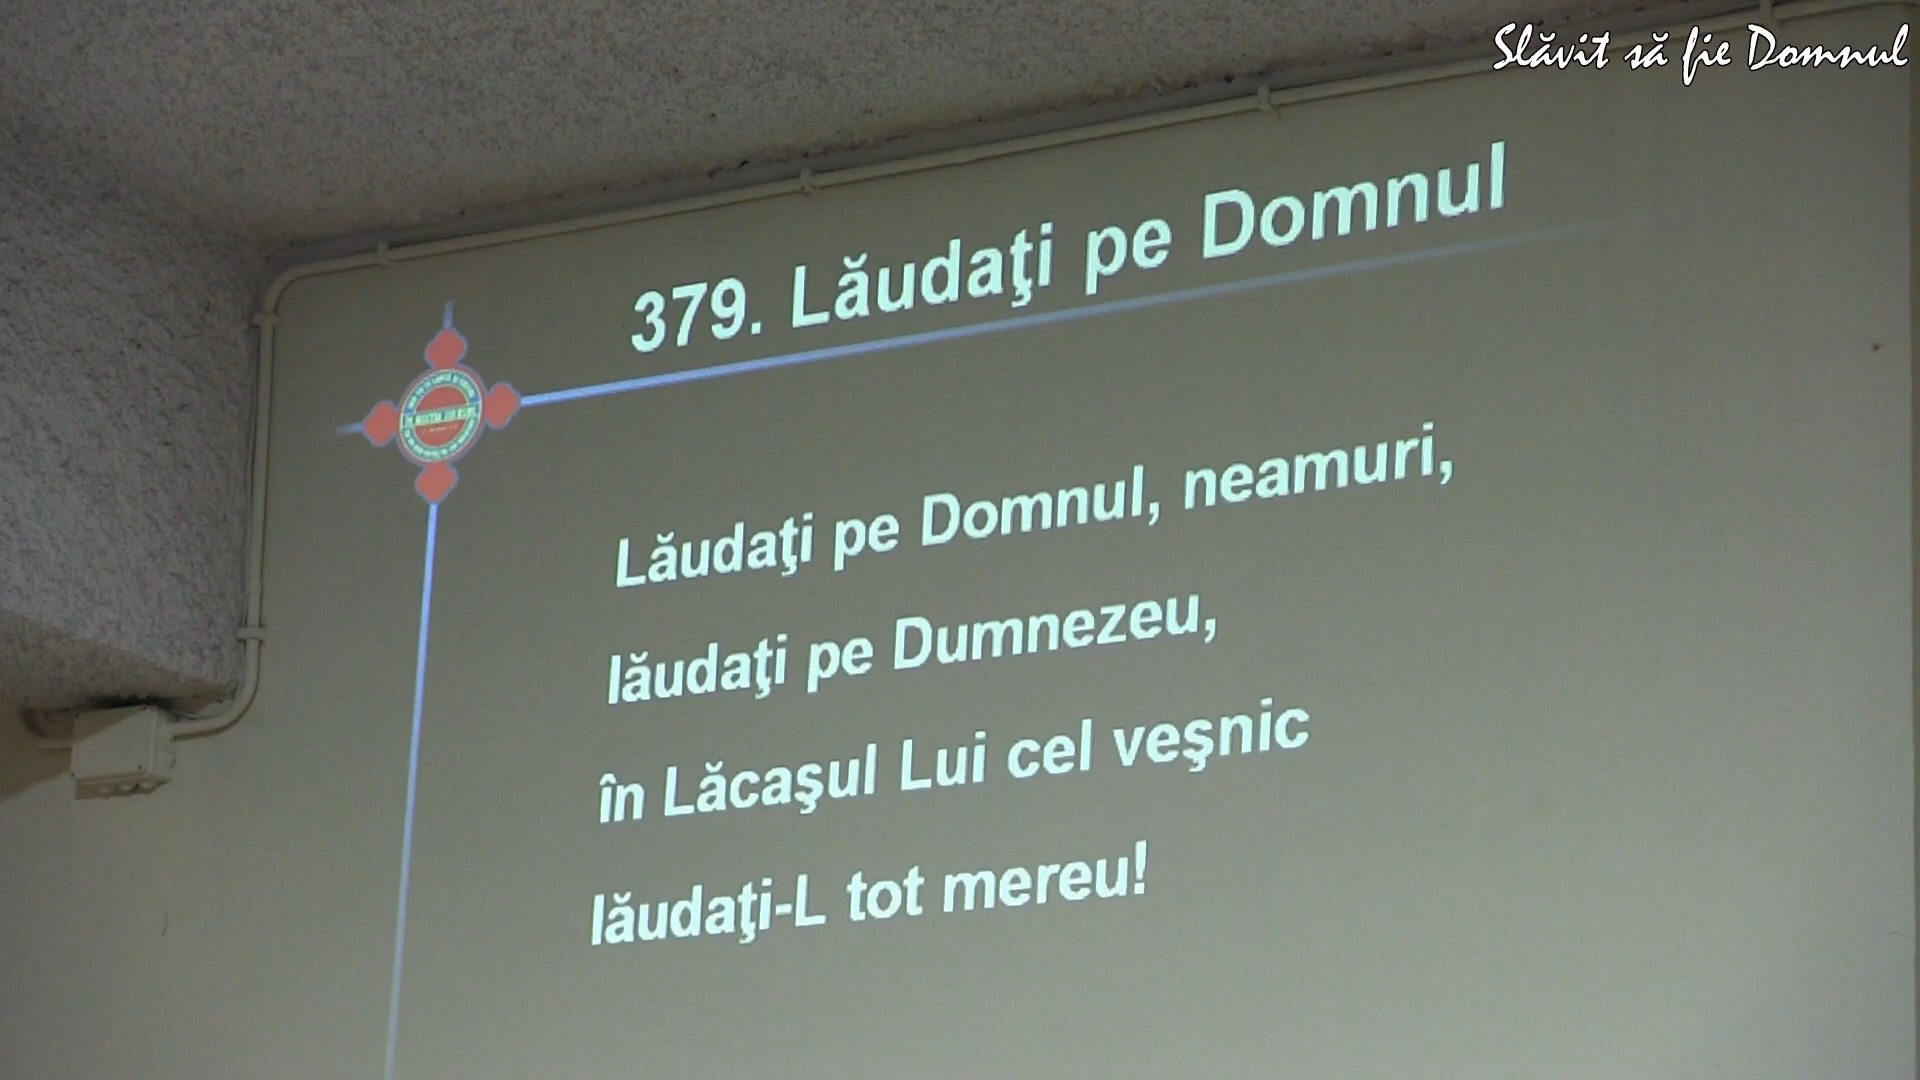 Slăvit să fie Domnul
379. Lăudaţi pe Domnul
Lăudaţi pe Domnul, neamuri,
lăudaţi pe Dumnezeu,
în Lăcaşul Lui cel veşnic
lăudaţi-L tot mereu!